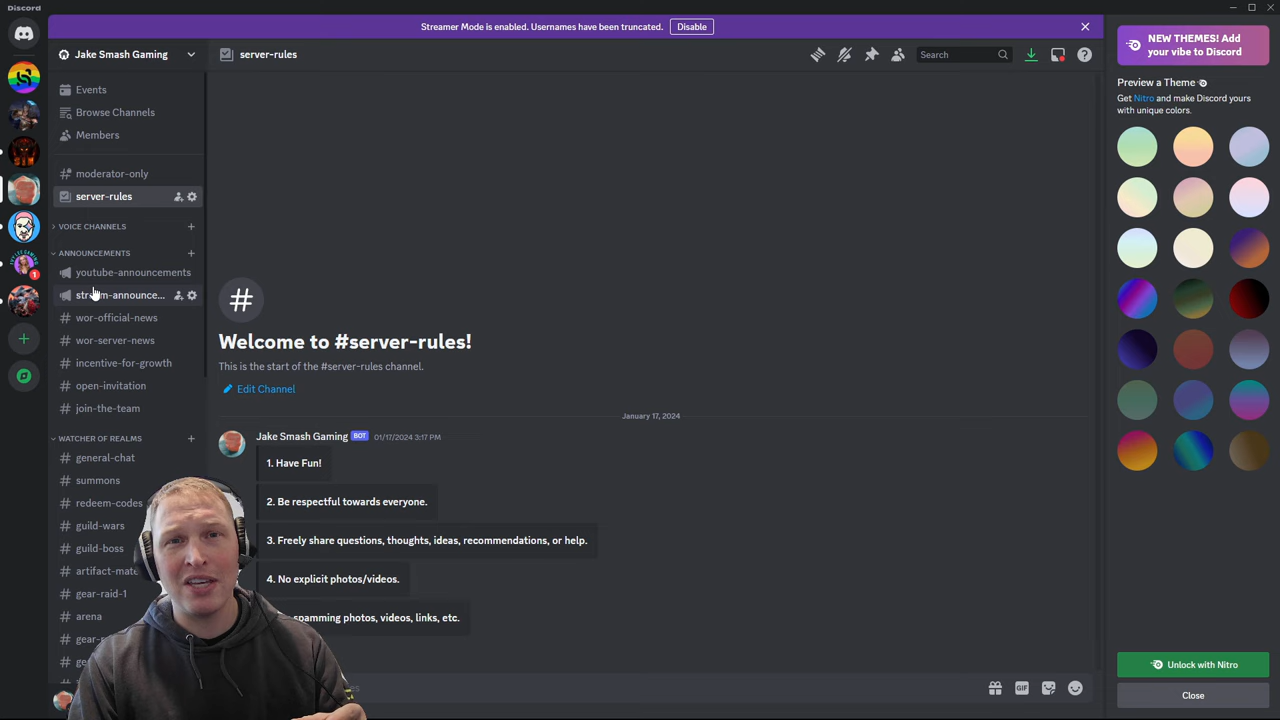 Discord
Streamer Mode is enabled. Usernames have been truncated.
Disable
Jake Smash Gaming
server-rules
Search
Events
Browse Channels
Members
moderator-only
server-rules
VOICE CHANNELS
ANNOUNCEMENTS
youtube-announcements
stream-announce...
wor-official-news
wor-server-news
incentive-for-growth
open-invitation
join-the-team
WATCHER OF REALMS
general-chat
summons
redeem-codes
guild-wars
guild-boss
gear-raid-1
arena
1
Welcome to #server-rules!
This is the start of the #server-rules channel.
Edit Channel
January 17, 2024
Jake Smash Gaming BOT 01/17/2024 3:17 PM
1. Have Fun!
2. Be respectful towards everyone.
3. Freely share questions, thoughts, ideas, recommendations, or help.
4. No explicit photos/videos.
spamming photos, videos, links, etc.
GIF
NEW THEMES! Add
your vibe to Discord
Preview a Theme
Get Nitro and make Discord yours
with unique colors.
Unlock with Nitro
Close